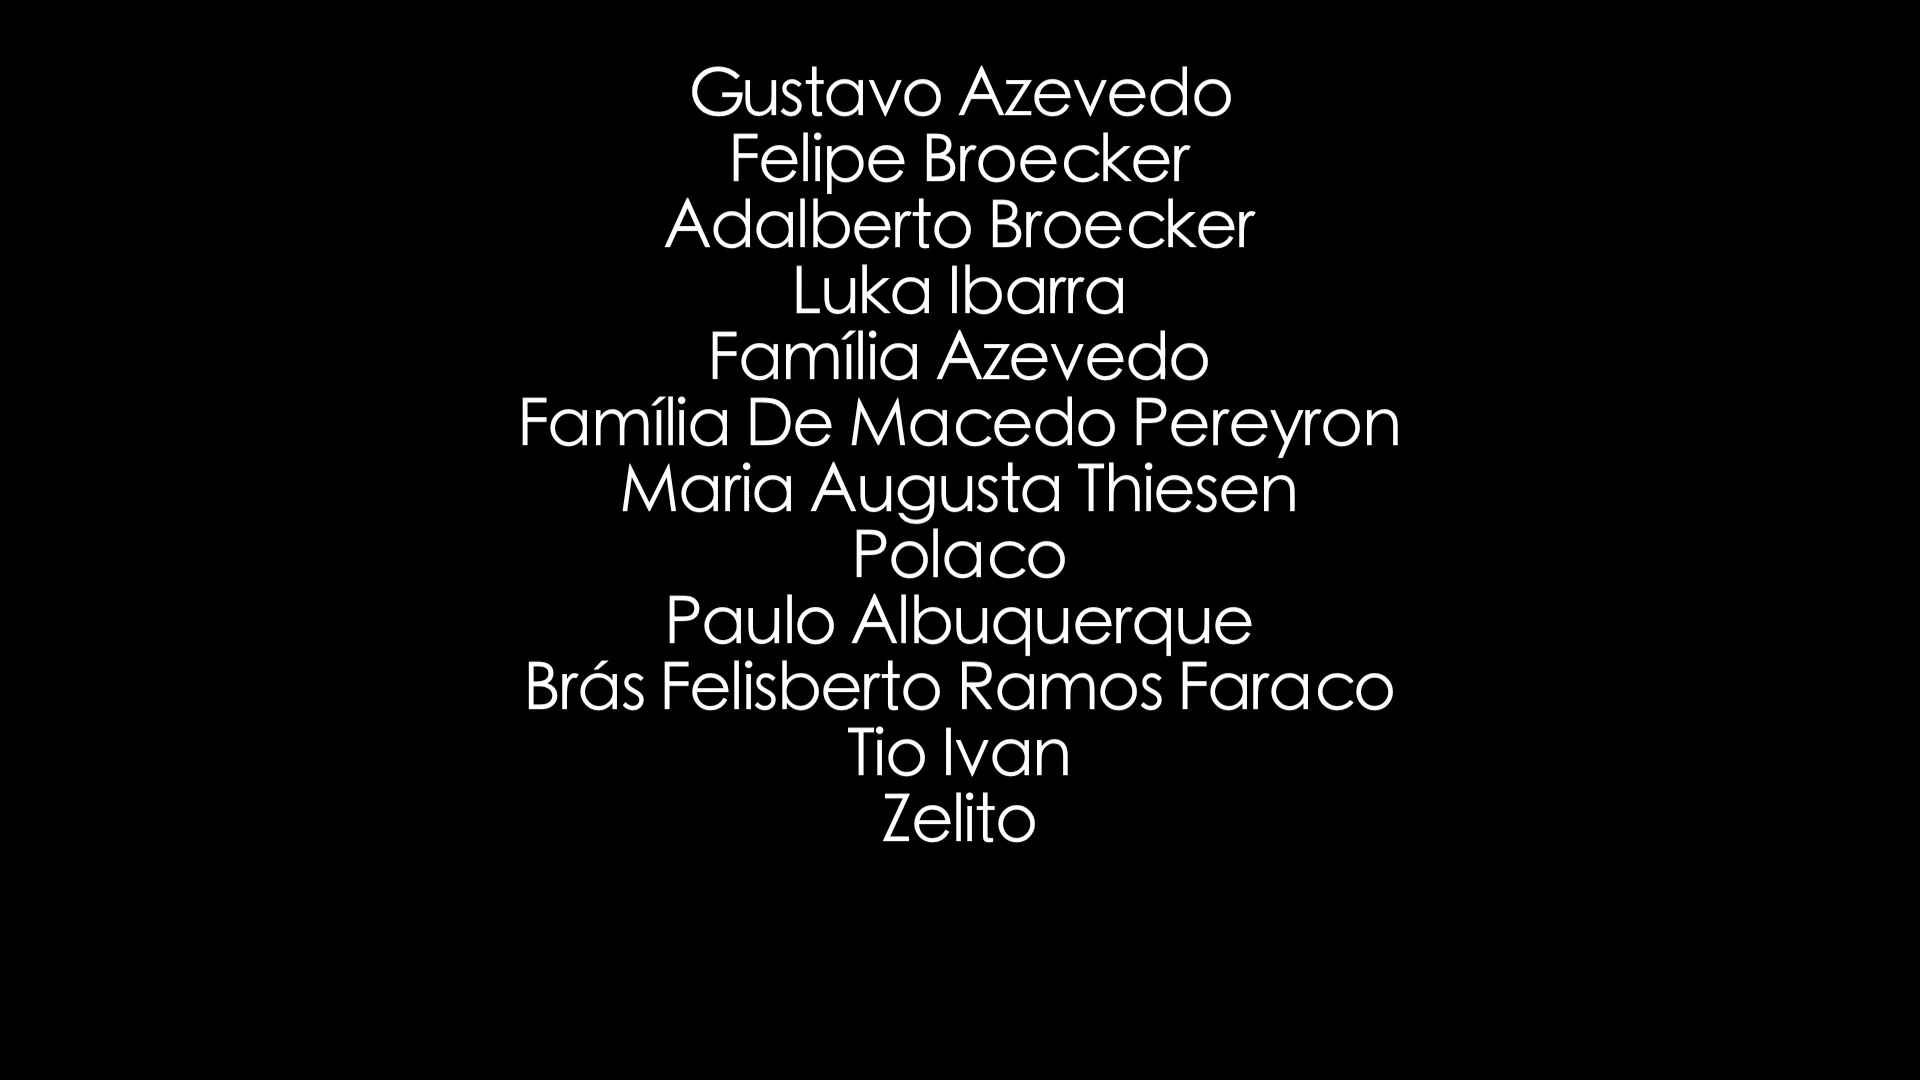 Gustavo Azevedo
Felipe Broecker
Adalberto Broecker
Luka Ibarra
Família Azevedo
Família De Macedo Pereyron
Maria Augusta Thiesen
Polaco
Paulo Albuquerque
Brás Felisberto Ramos Faraco
Tio Ivan
Zelito